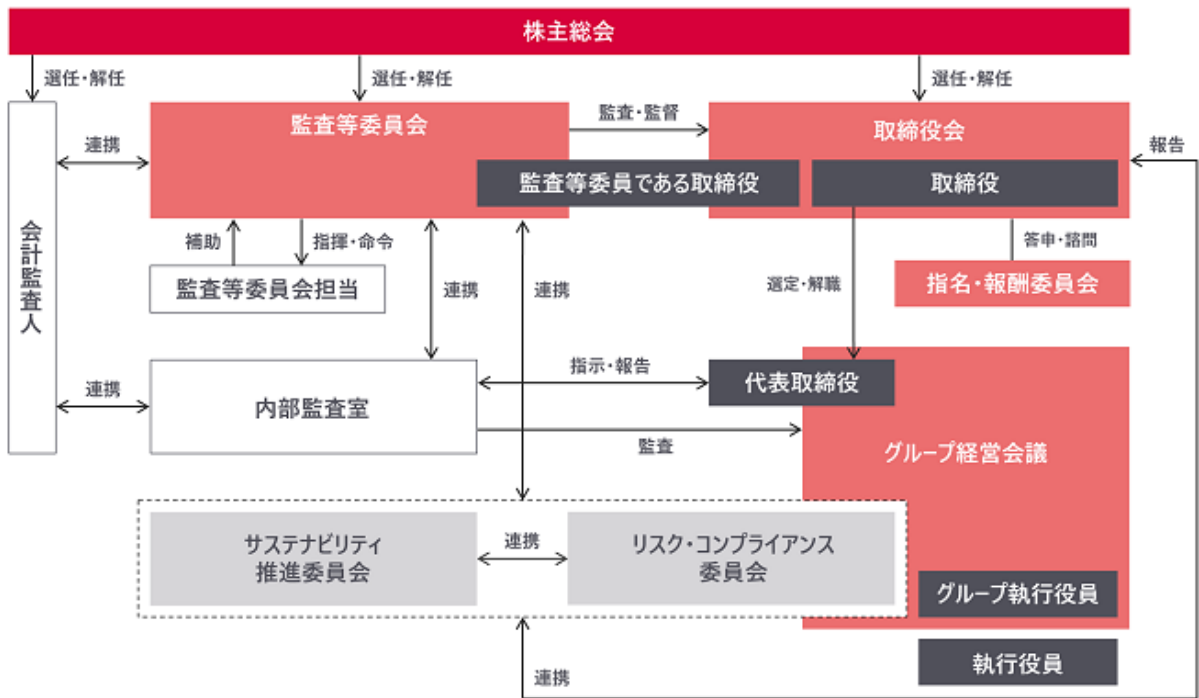 株主総会
選任・解任
選任・解任
選任・解任
監査等委員会
監査・監督
取締役会
連携
報告
監査等委員である取締役
取締役
会計監査人
補助
指揮・命令
答申・諮問
監査等委員会担当
連携
連携
選定・解職
指名・報酬委員会
指示・報告
代表取締役
連携
内部監査室
監査
グループ経営会議
サステナビリティ
推進委員会
連携
リスク・コンプライアンス
委員会
グループ執行役員
執行役員
連携